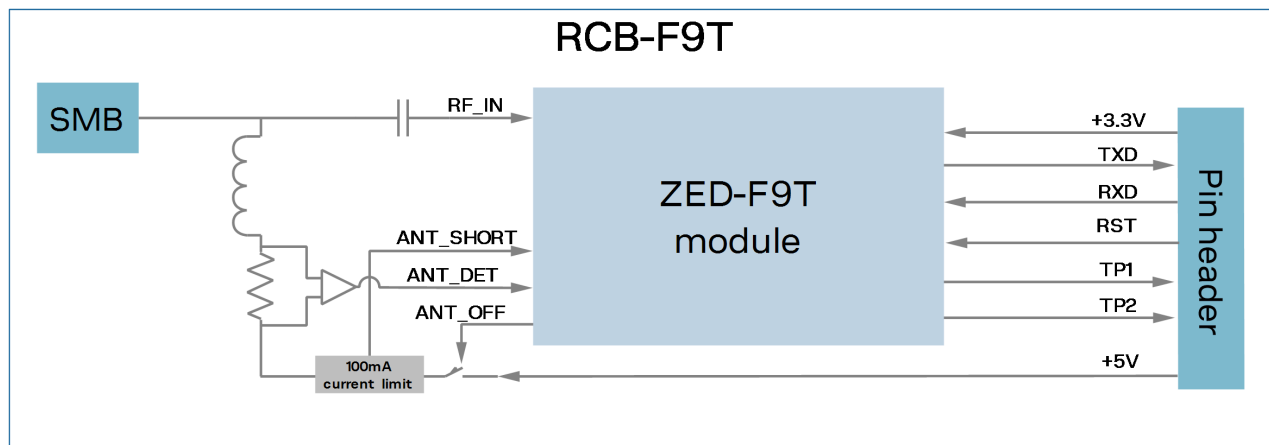 RCB-F9T
SMB
RF_IN
ZED-F9T
module
ANT_SHORT
ANT_DET
ANT_OFF
100mA
current limit
+3.3V
TXD
RXD
RST
TP1
TP2
+5V
Pin header